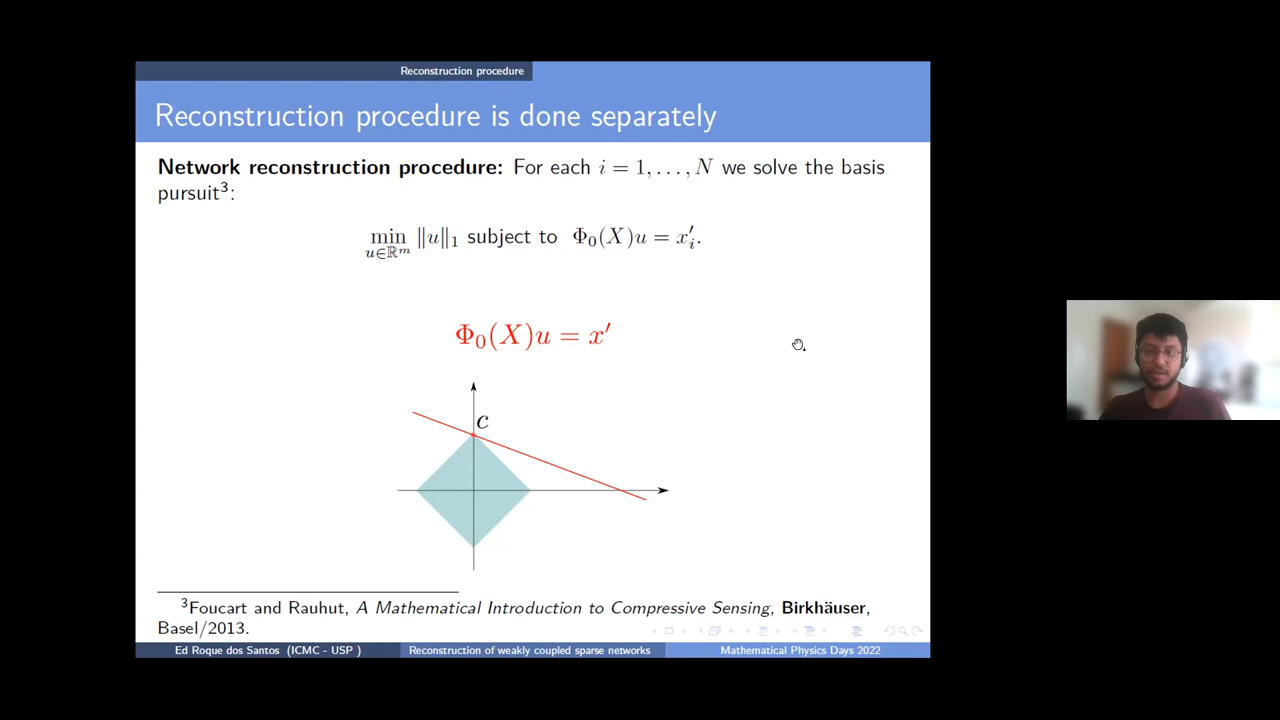 Reconstruction procedure
Reconstruction procedure is done separately
Network reconstruction procedure: For each i = 1, . . . , N we solve the basis
pursuit³:
min ‖u‖₁ subject to Φ₀(X)u = x′ᵢ.
u∈ℝᵐ
Φ₀(X)u = x′
c
³Foucart and Rauhut, A Mathematical Introduction to Compressive Sensing, Birkhäuser,
Basel/2013.
Ed Roque dos Santos (ICMC - USP ) Reconstruction of weakly coupled sparse networks Mathematical Physics Days 2022